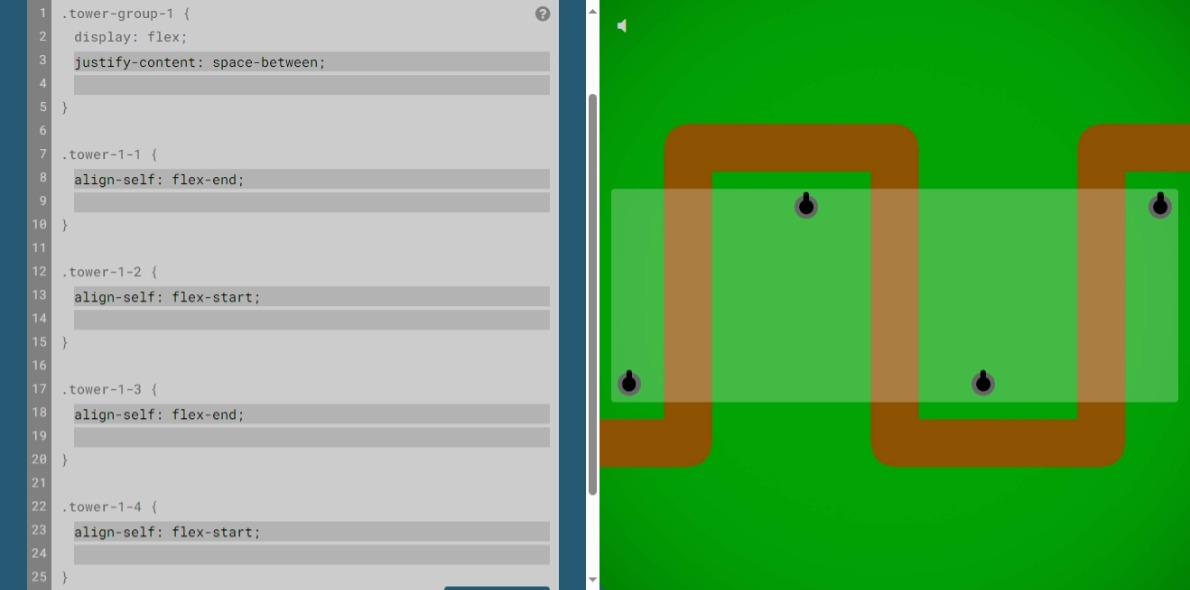 1 .tower-group-1 { ?
2 display: flex;
3 justify-content: space-between;
4
5 }
6
7 .tower-1-1 {
8 align-self: flex-end;
9
10 }
11
12 .tower-1-2 {
13 align-self: flex-start;
14
15 }
16
17 .tower-1-3 {
18 align-self: flex-end;
19
20 }
21
22 .tower-1-4 {
23 align-self: flex-start;
24
25 }